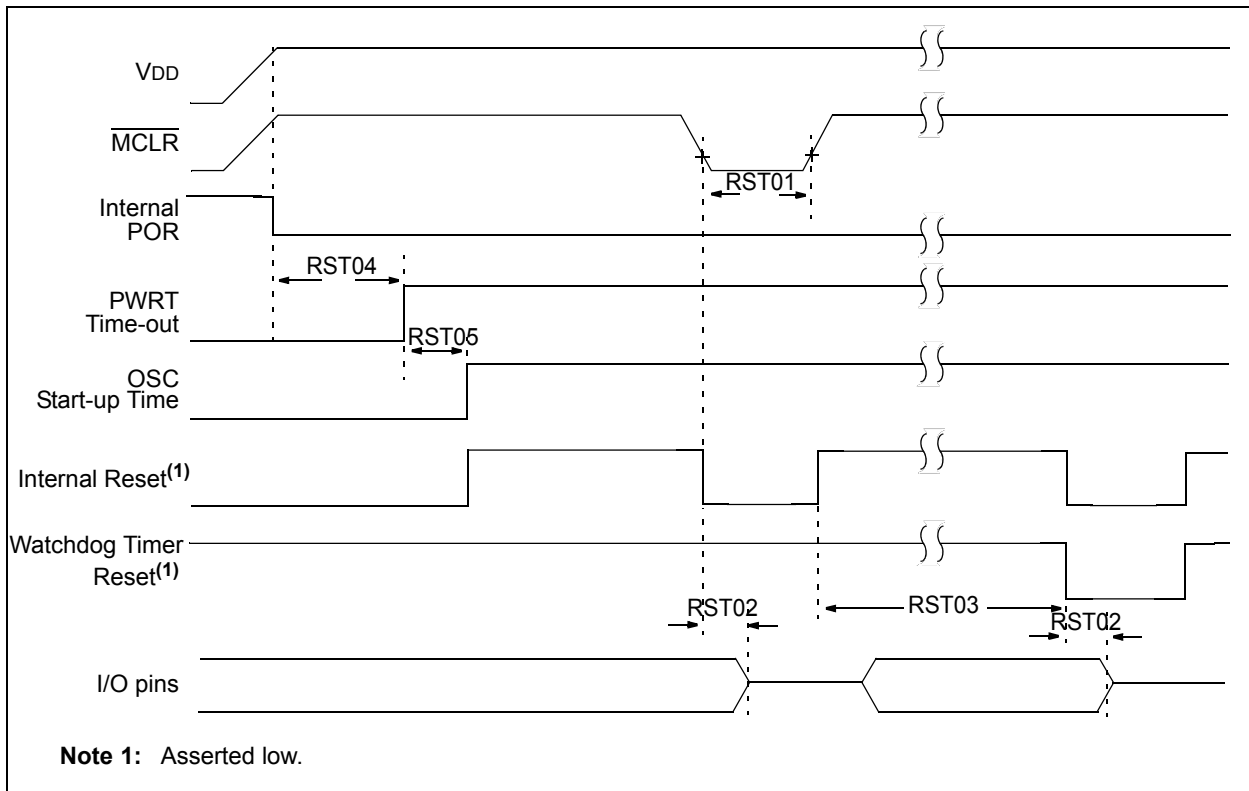 VDD
MCLR
RST01
Internal
POR
RST04
PWRT
Time-out
RST05
OSC
Start-up Time
Internal Reset(1)
Watchdog Timer
Reset(1)
RST02
RST03
RST02
I/O pins
Note 1: Asserted low.